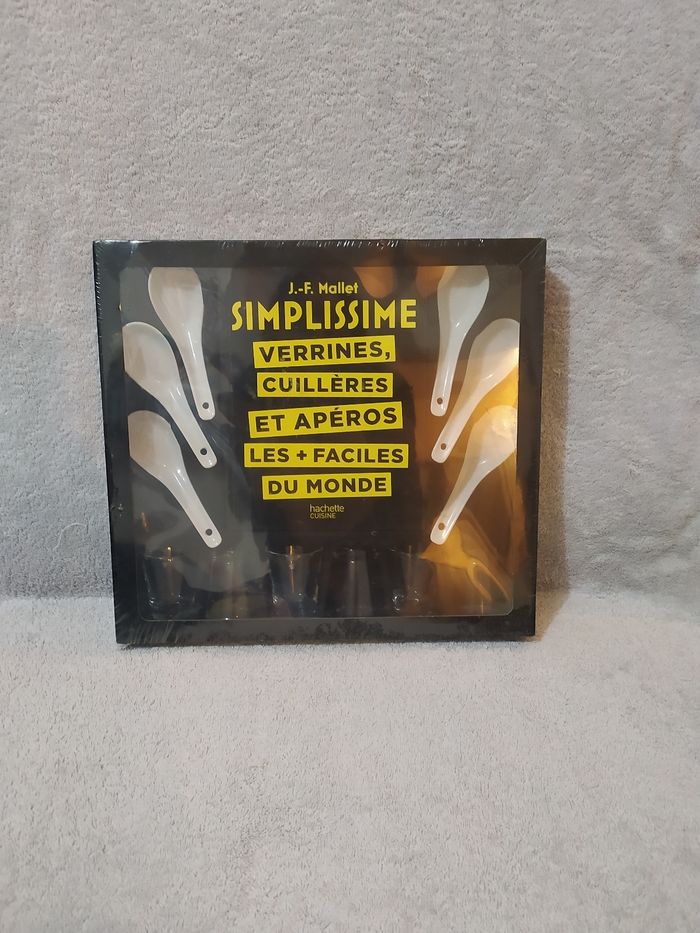 J.-F. Mallet
SIMPLISSIME
VERRINES,
CUILLÈRES
ET APÉROS
LES + FACILES
DU MONDE
hachette
CUISINE